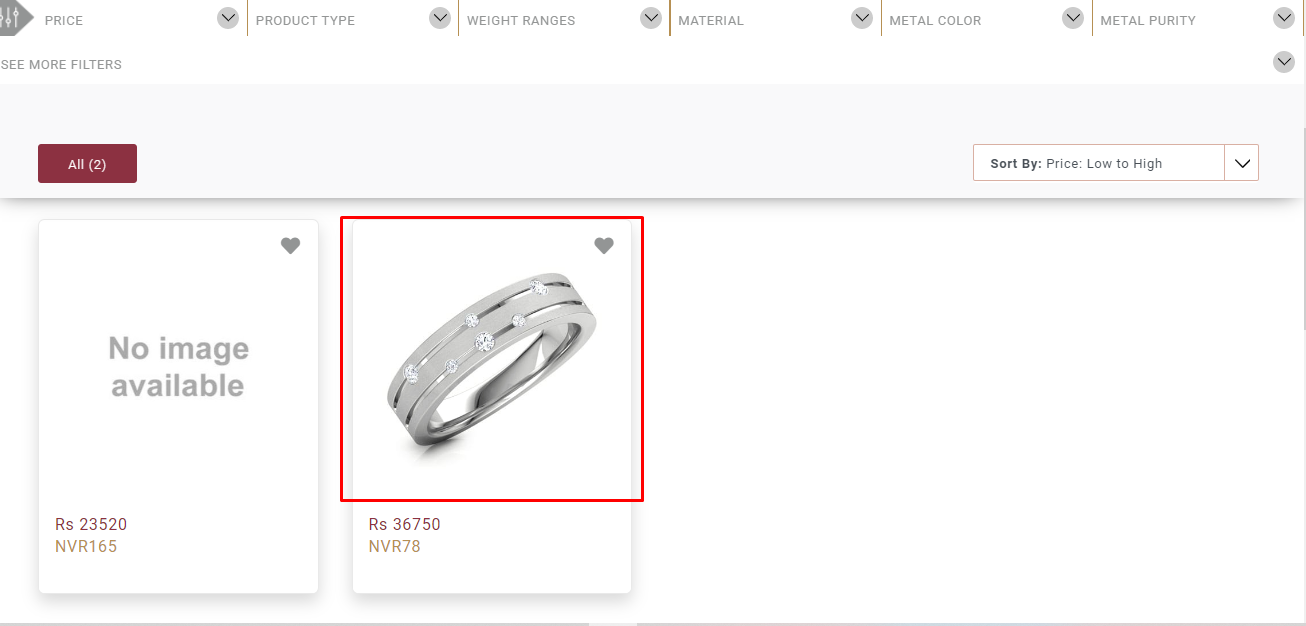 PRICE PRODUCT TYPE WEIGHT RANGES MATERIAL METAL COLOR METAL PURITY
SEE MORE FILTERS
All (2)
Sort By: Price: Low to High
No image
available
Rs 23520
NVR165
Rs 36750
NVR78